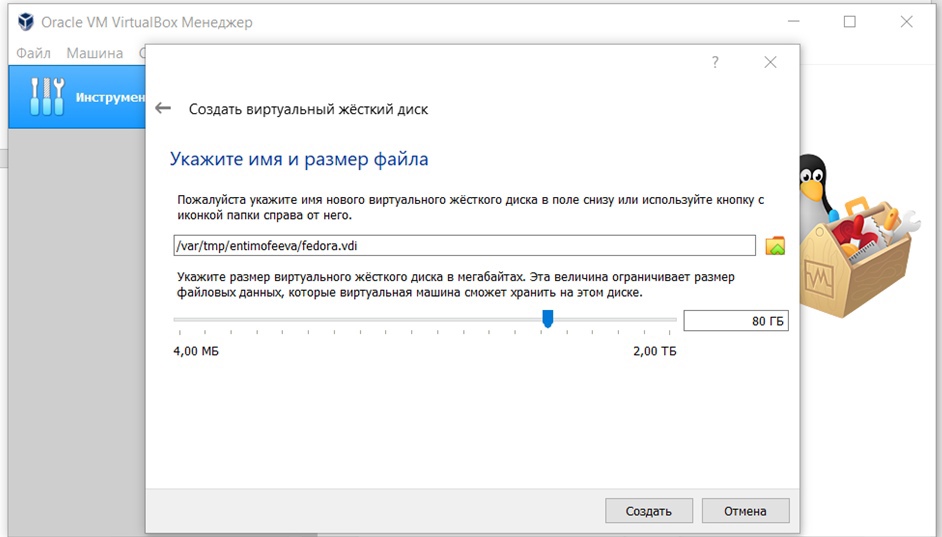 Oracle VM VirtualBox Менеджер
Файл Машина
?
Инструмен
Создать виртуальный жёсткий диск
Укажите имя и размер файла
Пожалуйста укажите имя нового виртуального жёсткого диска в поле снизу или используйте кнопку с
иконкой папки справа от него.
/var/tmp/entimofeeva/fedora.vdi
Укажите размер виртуального жёсткого диска в мегабайтах. Эта величина ограничивает размер
файловых данных, которые виртуальная машина сможет хранить на этом диске.
80 ГБ
4,00 МБ 2,00 ТБ
Создать Отмена